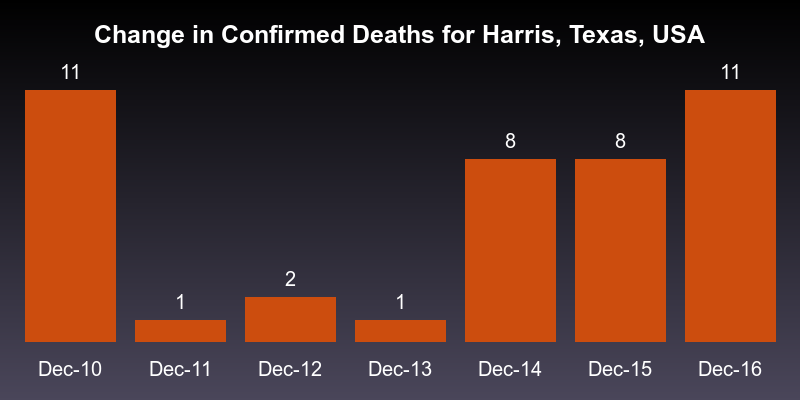 Change in Confirmed Deaths for Harris, Texas, USA
11
1
2
1
8
8
11
Dec-10
Dec-11
Dec-12
Dec-13
Dec-14
Dec-15
Dec-16